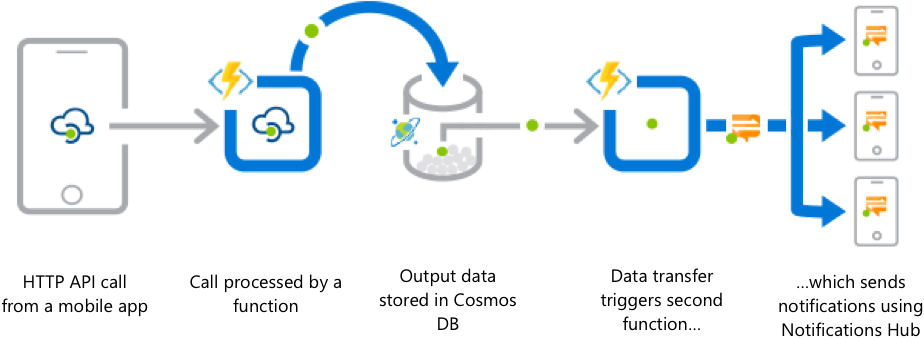 HTTP API call
from a mobile app
Call processed by a
function
Output data
stored in Cosmos
DB
Data transfer
triggers second
function...
...which sends
notifications using
Notifications Hub